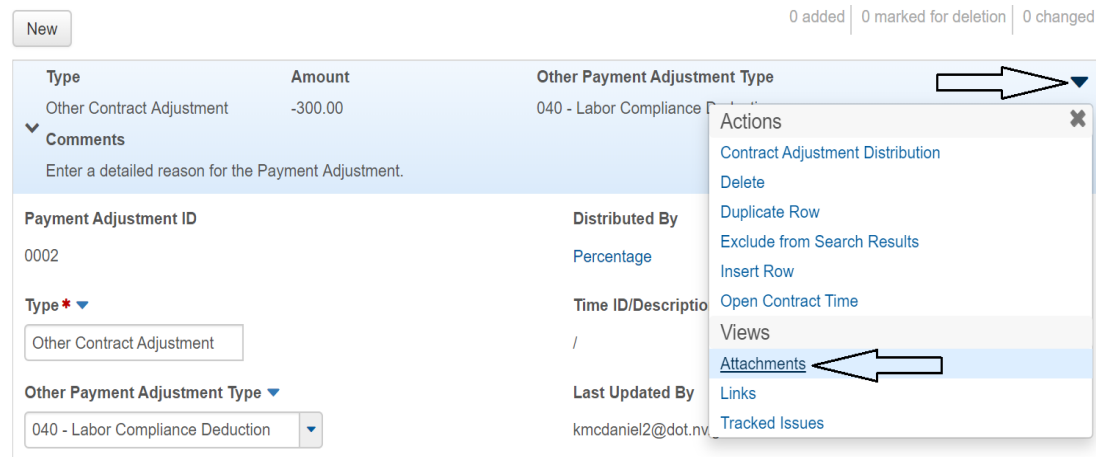 New
0 added 0 marked for deletion 0 changed
Type Amount Other Payment Adjustment Type
Other Contract Adjustment -300.00 040 - Labor Compliance
Comments
Enter a detailed reason for the Payment Adjustment.
Actions
Contract Adjustment Distribution
Delete
Duplicate Row
Exclude from Search Results
Insert Row
Open Contract Time
Views
Attachments
Links
Tracked Issues
Payment Adjustment ID Distributed By
0002 Percentage
Type* Time ID/Descriptio
Other Contract Adjustment /
Other Payment Adjustment Type Last Updated By
040 - Labor Compliance Deduction kmcdaniel2@dot.nv.g